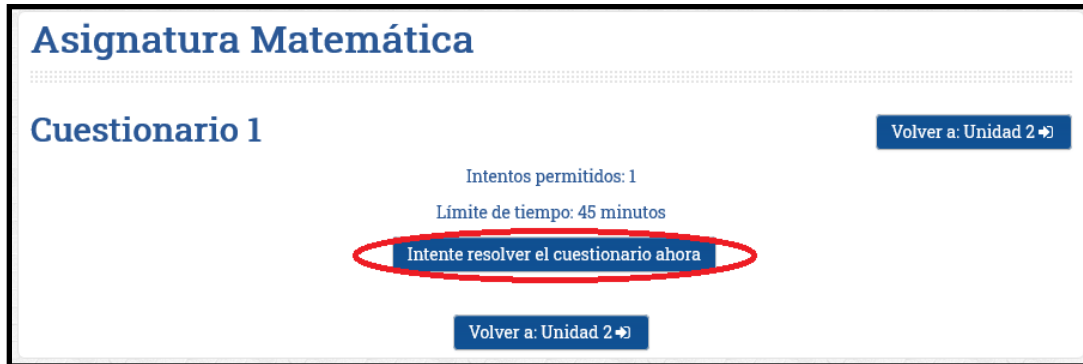 Asignatura Matemática
Cuestionario 1
Volver a: Unidad 2
Intentos permitidos: 1
Límite de tiempo: 45 minutos
Intente resolver el cuestionario ahora
Volver a: Unidad 2